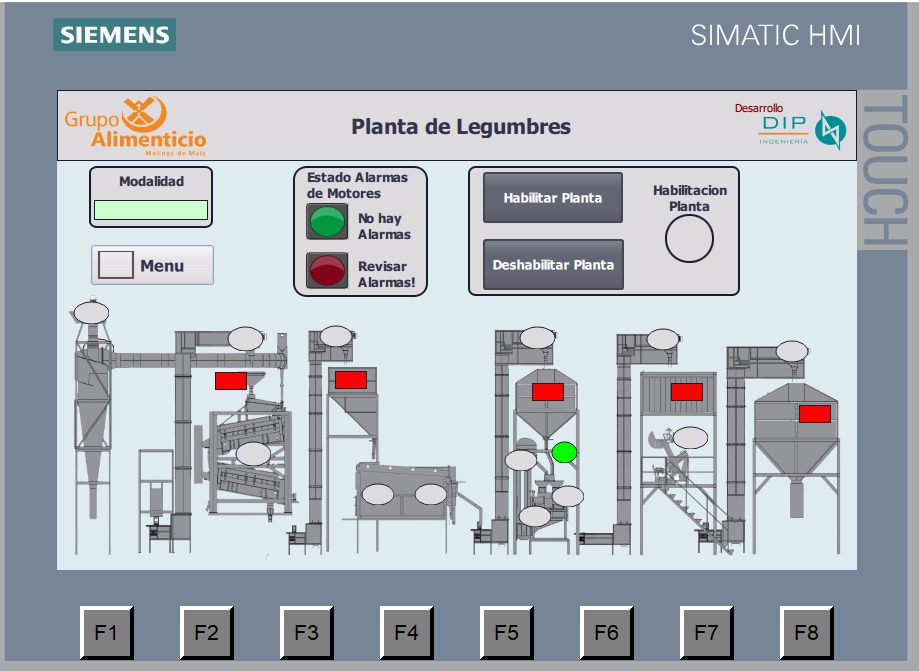 SIEMENS
SIMATIC HMI
TOUCH
Grupo
Alimenticio
Molinos de Maiz
Planta de Legumbres
Desarrollo
DIP
INGENIERÍA
Modalidad
Menu
Estado Alarmas
de Motores
No hay
Alarmas
Revisar
Alarmas!
Habilitar Planta
Deshabilitar Planta
Habilitacion
Planta
F1
F2
F3
F4
F5
F6
F7
F8